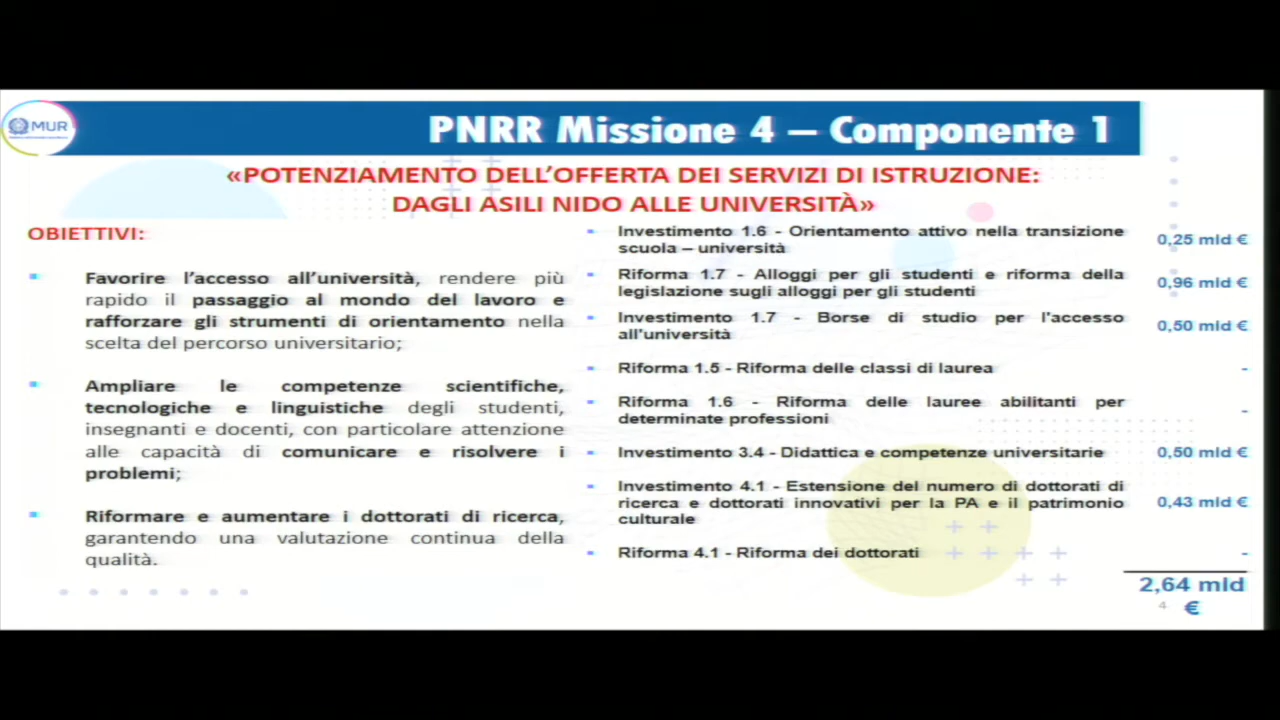 MUR
PNRR Missione 4 – Componente 1
«POTENZIAMENTO DELL'OFFERTA DEI SERVIZI DI ISTRUZIONE:
DAGLI ASILI NIDO ALLE UNIVERSITÀ»
OBIETTIVI:
Favorire l'accesso all'università, rendere più
rapido il passaggio al mondo del lavoro e
rafforzare gli strumenti di orientamento nella
scelta del percorso universitario;
Ampliare le competenze scientifiche,
tecnologiche e linguistiche degli studenti,
insegnanti e docenti, con particolare attenzione
alle capacità di comunicare e risolvere i
problemi;
Riformare e aumentare i dottorati di ricerca,
garantendo una valutazione continua della
qualità.
Investimento 1.6 - Orientamento attivo nella transizione
scuola – università
0,25 mld €
Riforma 1.7 - Alloggi per gli studenti e riforma della
legislazione sugli alloggi per gli studenti
0,96 mld €
Investimento 1.7 - Borse di studio per l'accesso
all'università
0,50 mld €
Riforma 1.5 - Riforma delle classi di laurea
-
Riforma 1.6 - Riforma delle lauree abilitanti per
determinate professioni
-
Investimento 3.4 - Didattica e competenze universitarie
0,50 mld €
Investimento 4.1 - Estensione del numero di dottorati di
ricerca e dottorati innovativi per la PA e il patrimonio
culturale
0,43 mld €
Riforma 4.1 - Riforma dei dottorati
-
2,64 mld
€
4